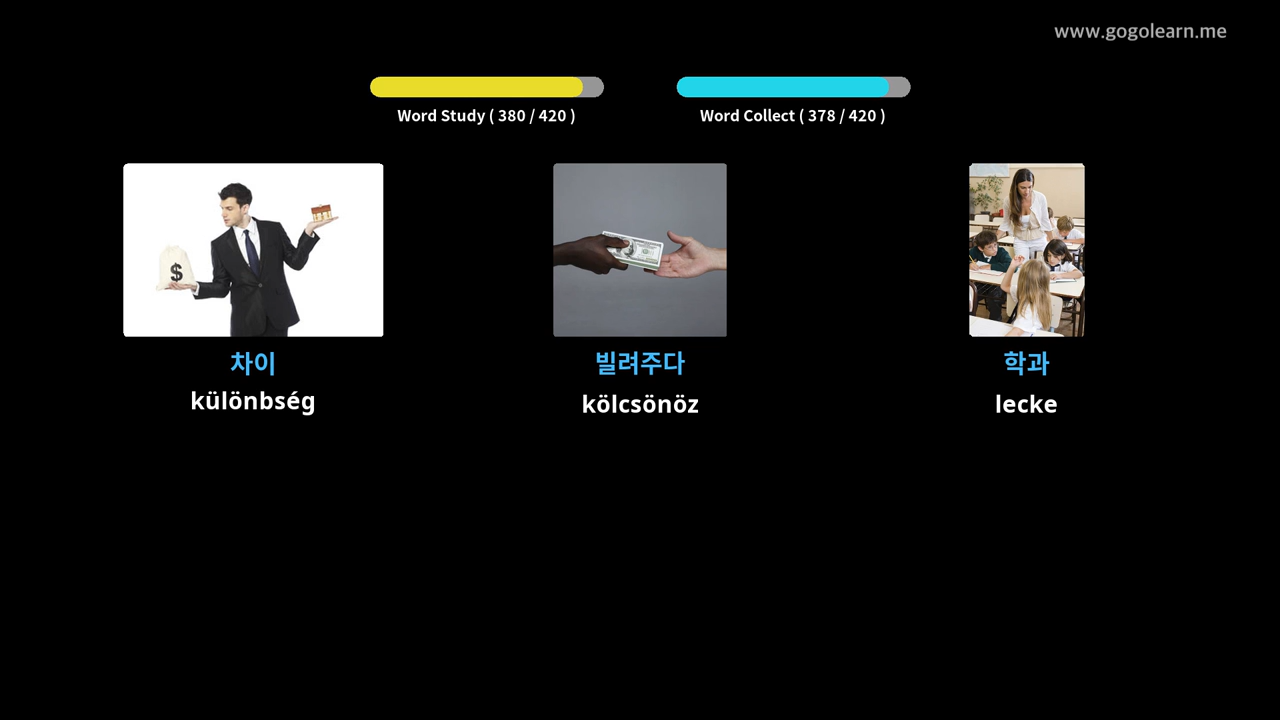 www.gogolearn.me
Word Study ( 380 / 420 )
Word Collect ( 378 / 420 )
차이
különbség
빌려주다
kölcsönöz
학과
lecke
$